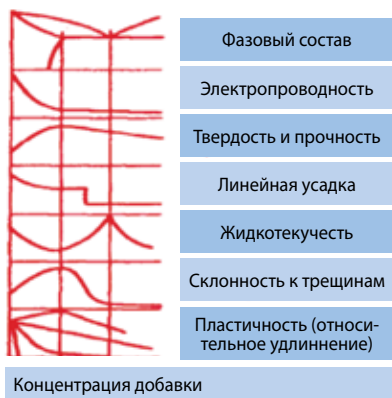 Фазовый состав
Электропроводность
Твердость и прочность
Линейная усадка
Жидкотекучесть
Склонность к трещинам
Пластичность (относи-
тельное удлиннение)
Концентрация добавки